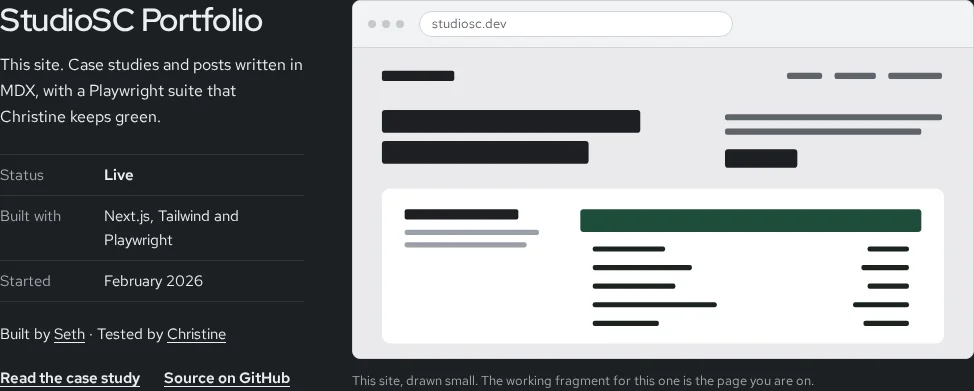 StudioSC Portfolio
This site. Case studies and posts written in
MDX, with a Playwright suite that
Christine keeps green.
Status Live
Built with Next.js, Tailwind and
Playwright
Started February 2026
Built by Seth · Tested by Christine
Read the case study Source on GitHub
studiosc.dev
This site, drawn small. The working fragment for this one is the page you are on.